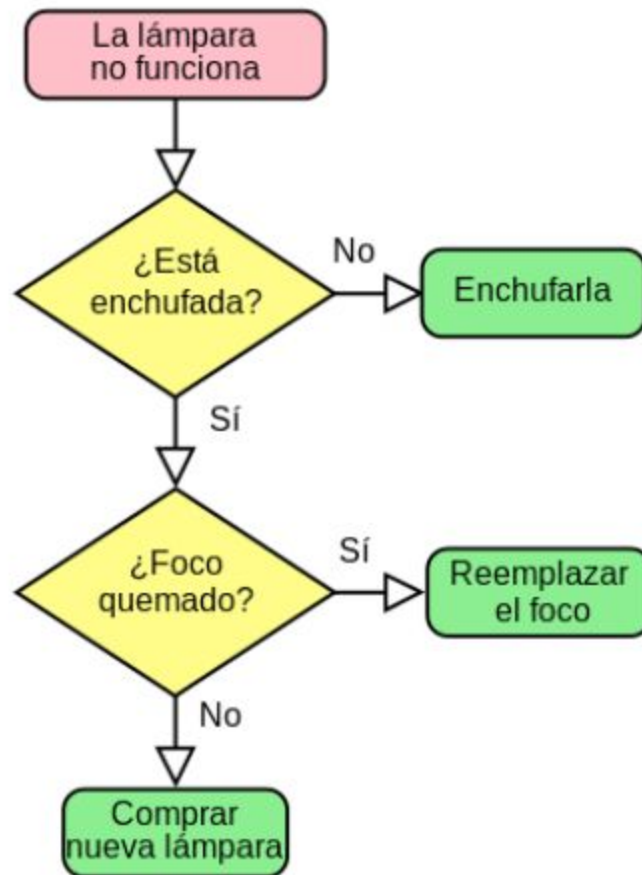 La lámpara
no funciona
¿Está
enchufada?
No
Enchufarla
Sí
¿Foco
quemado?
Sí
Reemplazar
el foco
No
Comprar
nueva lámpara